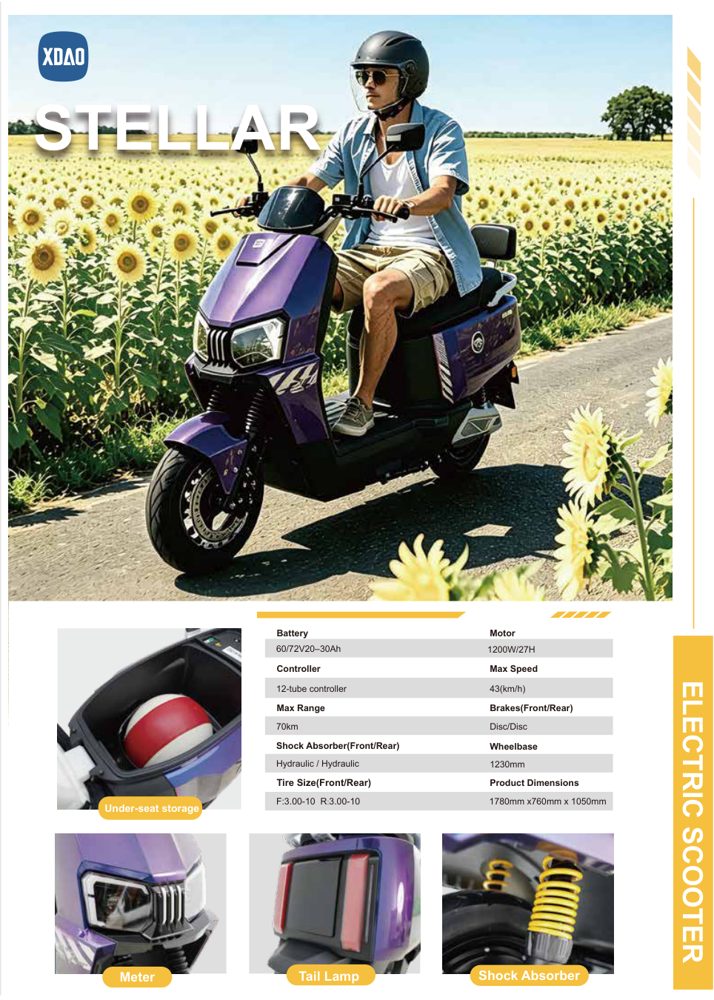 XDAO
STELLAR
Battery
Motor
60/72V20–30Ah
1200W/27H
Controller
Max Speed
12-tube controller
43(km/h)
Max Range
Brakes(Front/Rear)
70km
Disc/Disc
Shock Absorber(Front/Rear)
Wheelbase
Hydraulic / Hydraulic
1230mm
Tire Size(Front/Rear)
Product Dimensions
F:3.00-10 R:3.00-10
1780mm x760mm x 1050mm
Under-seat storage
Meter
Tail Lamp
Shock Absorber
ELECTRIC SCOOTER